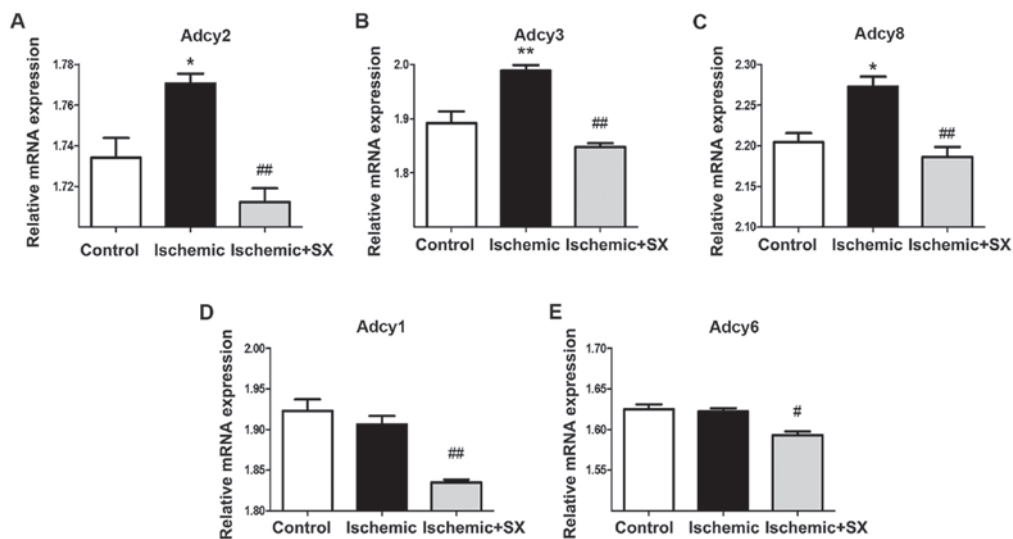 A
Adcy2
Relative mRNA expression
1.78
1.76
1.74
1.72
*
##
Control Ischemic Ischemic+SX
B
Adcy3
Relative mRNA expression
2.0
1.9
1.8
**
##
Control Ischemic Ischemic+SX
C
Adcy8
Relative mRNA expression
2.30
2.25
2.20
2.15
2.10
*
##
Control Ischemic Ischemic+SX
D
Adcy1
Relative mRNA expression
2.00
1.95
1.90
1.85
1.80
##
Control Ischemic Ischemic+SX
E
Adcy6
Relative mRNA expression
1.70
1.65
1.60
1.55
#
Control Ischemic Ischemic+SX